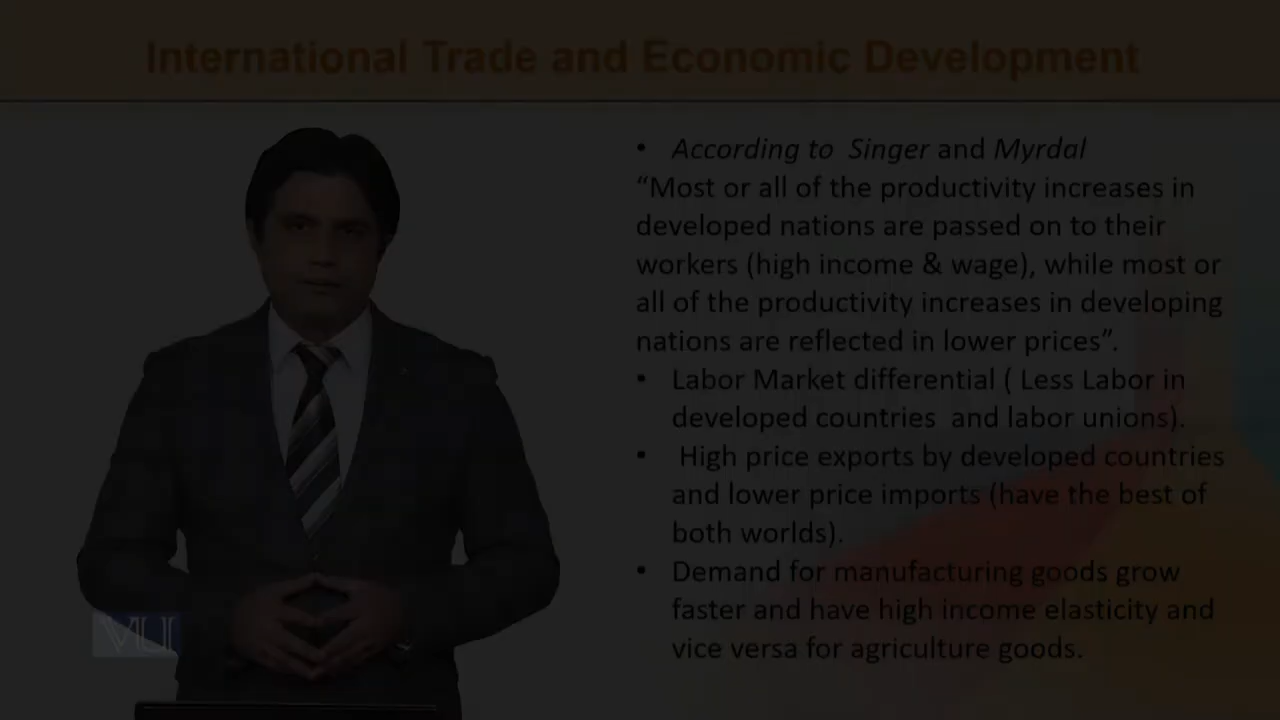 International Trade and Economic Development
• According to Singer and Myrdal
“Most or all of the productivity increases in
developed nations are passed on to their
workers (high income & wage), while most or
all of the productivity increases in developing
nations are reflected in lower prices”.
• Labor Market differential ( Less Labor in
developed countries and labor unions).
• High price exports by developed countries
and lower price imports (have the best of
both worlds).
• Demand for manufacturing goods grow
faster and have high income elasticity and
vice versa for agriculture goods.
VU